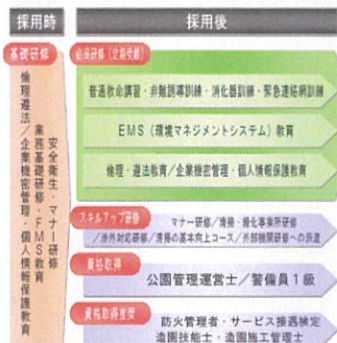 採用時
採用後
基礎研修
安全衛生・マナー研修
業務基礎研修・EMS教育
倫理遵法／企業機密管理・個人情報保護教育
必須研修（定期受験）
普通救命講習・非難誘導訓練・消化器訓練・緊急連絡網訓練
EMS（環境マネジメントシステム）教育
倫理・遵法教育／企業機密管理・個人情報保護教育
スキルアップ研修
マナー研修／清掃・緑化事業所研修
／渉外対応研修／清掃の基本向上コース／外部機関研修への派遣
資格取得
公園管理運営士／警備員1級
資格取得推奨
防火管理者・サービス接遇検定
造園技能士・造園施工管理士